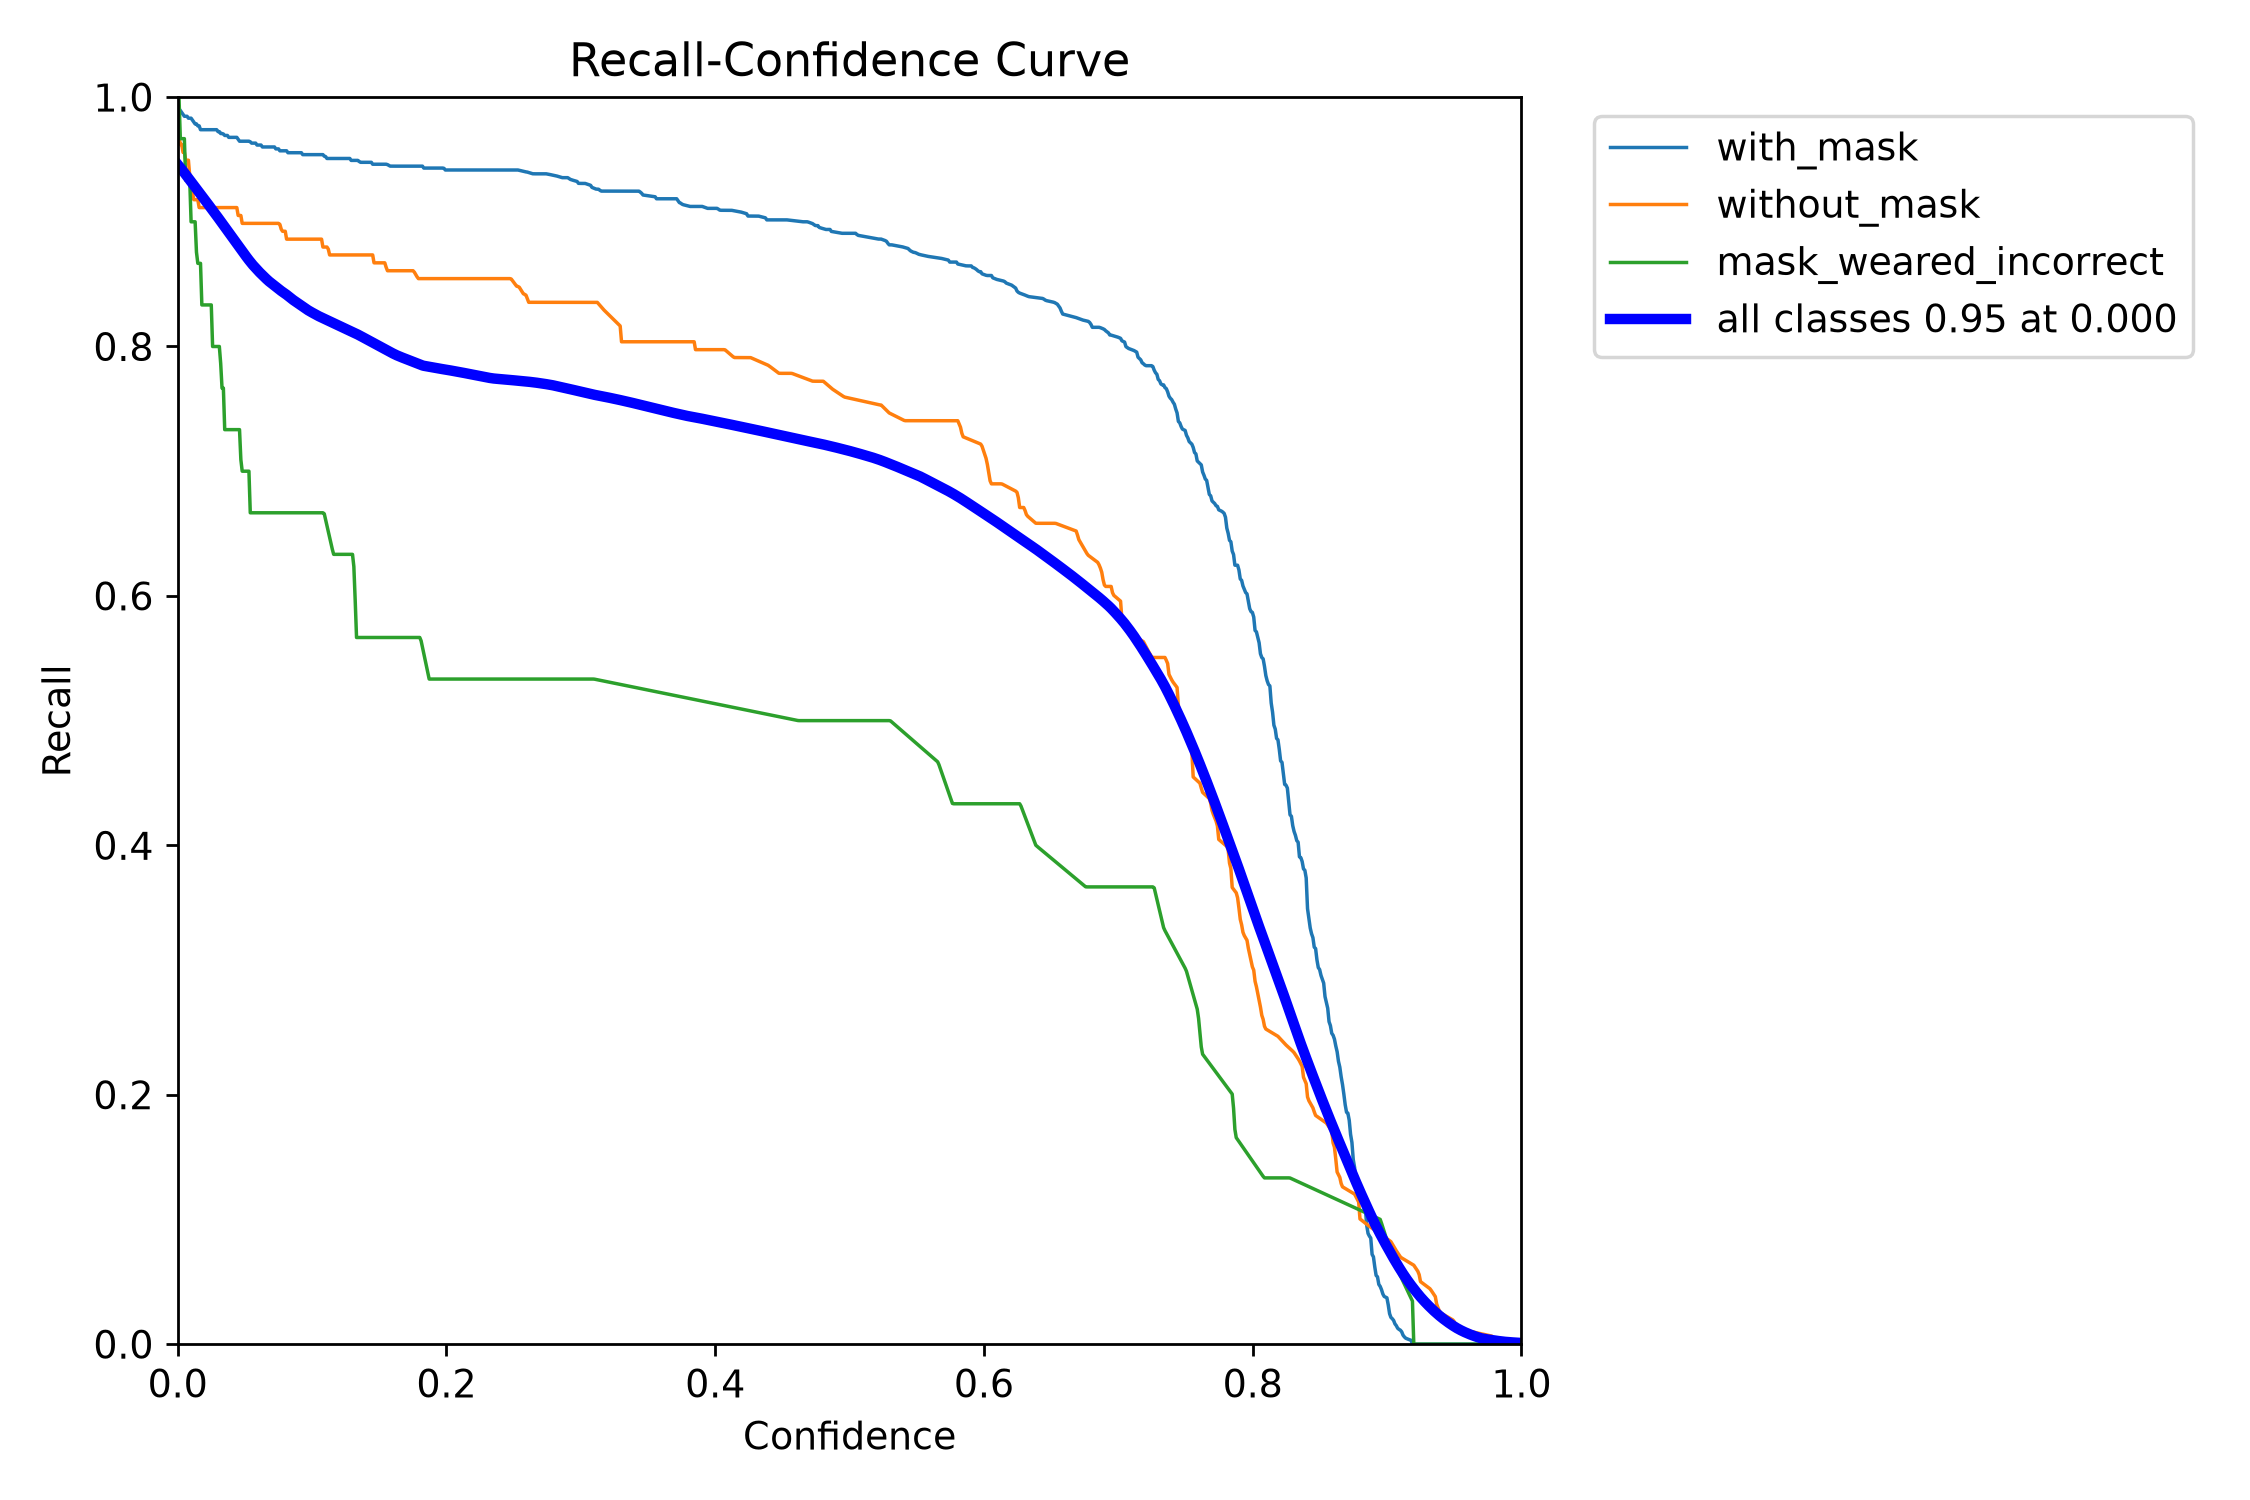 Recall-Confidence Curve
1.0
0.8
0.6
0.4
0.2
0.0
Recall
0.0 0.2 0.4 0.6 0.8 1.0
Confidence
with_mask
without_mask
mask_weared_incorrect
all classes 0.95 at 0.000